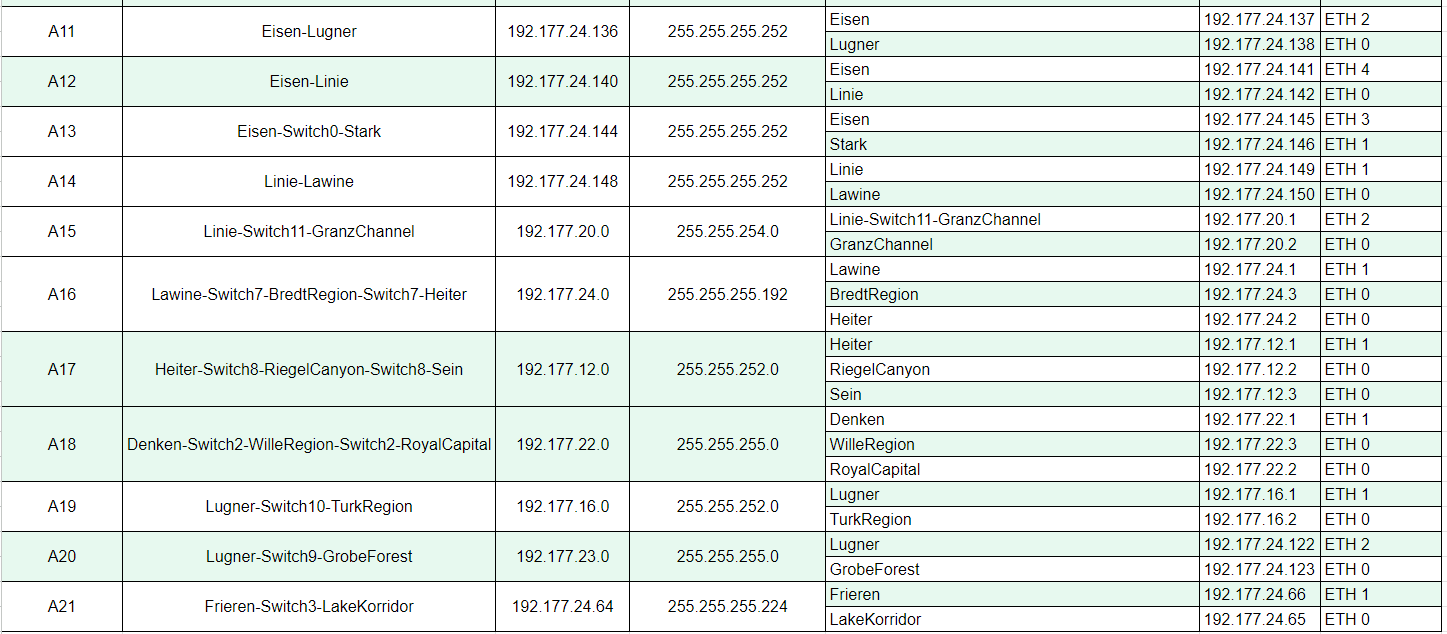 A11 Eisen-Lugner 192.177.24.136 255.255.255.252 Eisen 192.177.24.137 ETH 2
Lugner 192.177.24.138 ETH 0
A12 Eisen-Linie 192.177.24.140 255.255.255.252 Eisen 192.177.24.141 ETH 4
Linie 192.177.24.142 ETH 0
A13 Eisen-Switch0-Stark 192.177.24.144 255.255.255.252 Eisen 192.177.24.145 ETH 3
Stark 192.177.24.146 ETH 1
A14 Linie-Lawine 192.177.24.148 255.255.255.252 Linie 192.177.24.149 ETH 1
Lawine 192.177.24.150 ETH 0
A15 Linie-Switch11-GranzChannel 192.177.20.0 255.255.254.0 Linie-Switch11-GranzChannel 192.177.20.1 ETH 2
GranzChannel 192.177.20.2 ETH 0
A16 Lawine-Switch7-BredtRegion-Switch7-Heiter 192.177.24.0 255.255.255.192 Lawine 192.177.24.1 ETH 1
BredtRegion 192.177.24.3 ETH 0
Heiter 192.177.24.2 ETH 0
A17 Heiter-Switch8-RiegelCanyon-Switch8-Sein 192.177.12.0 255.255.252.0 Heiter 192.177.12.1 ETH 1
RiegelCanyon 192.177.12.2 ETH 0
Sein 192.177.12.3 ETH 0
A18 Denken-Switch2-WilleRegion-Switch2-RoyalCapital 192.177.22.0 255.255.255.0 Denken 192.177.22.1 ETH 1
WilleRegion 192.177.22.3 ETH 0
RoyalCapital 192.177.22.2 ETH 0
A19 Lugner-Switch10-TurkRegion 192.177.16.0 255.255.252.0 Lugner 192.177.16.1 ETH 1
TurkRegion 192.177.16.2 ETH 0
A20 Lugner-Switch9-GrobeForest 192.177.23.0 255.255.255.0 Lugner 192.177.24.122 ETH 2
GrobeForest 192.177.24.123 ETH 0
A21 Frieren-Switch3-LakeKorridor 192.177.24.64 255.255.255.224 Frieren 192.177.24.66 ETH 1
LakeKorridor 192.177.24.65 ETH 0